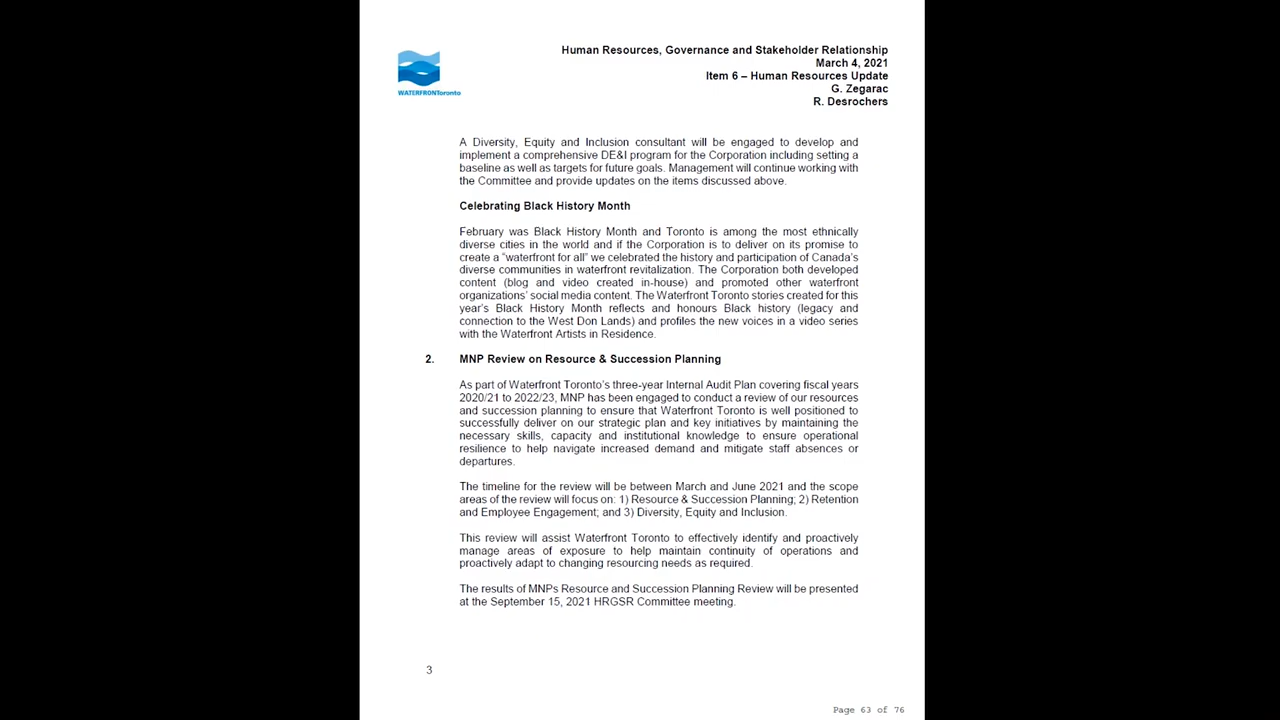 WATERFRONToronto
Human Resources, Governance and Stakeholder Relationship
March 4, 2021
Item 6 – Human Resources Update
G. Zegarac
R. Desrochers
A Diversity, Equity and Inclusion consultant will be engaged to develop and
implement a comprehensive DE&I program for the Corporation including setting a
baseline as well as targets for future goals. Management will continue working with
the Committee and provide updates on the items discussed above.
Celebrating Black History Month
February was Black History Month and Toronto is among the most ethnically
diverse cities in the world and if the Corporation is to deliver on its promise to
create a “waterfront for all” we celebrated the history and participation of Canada’s
diverse communities in waterfront revitalization. The Corporation both developed
content (blog and video created in-house) and promoted other waterfront
organizations’ social media content. The Waterfront Toronto stories created for this
year’s Black History Month reflects and honours Black history (legacy and
connection to the West Don Lands) and profiles the new voices in a video series
with the Waterfront Artists in Residence.
2. MNP Review on Resource & Succession Planning
As part of Waterfront Toronto’s three-year Internal Audit Plan covering fiscal years
2020/21 to 2022/23, MNP has been engaged to conduct a review of our resources
and succession planning to ensure that Waterfront Toronto is well positioned to
successfully deliver on our strategic plan and key initiatives by maintaining the
necessary skills, capacity and institutional knowledge to ensure operational
resilience to help navigate increased demand and mitigate staff absences or
departures.
The timeline for the review will be between March and June 2021 and the scope
areas of the review will focus on: 1) Resource & Succession Planning; 2) Retention
and Employee Engagement; and 3) Diversity, Equity and Inclusion.
This review will assist Waterfront Toronto to effectively identify and proactively
manage areas of exposure to help maintain continuity of operations and
proactively adapt to changing resourcing needs as required.
The results of MNPs Resource and Succession Planning Review will be presented
at the September 15, 2021 HRGSR Committee meeting.
3
Page 63 of 76